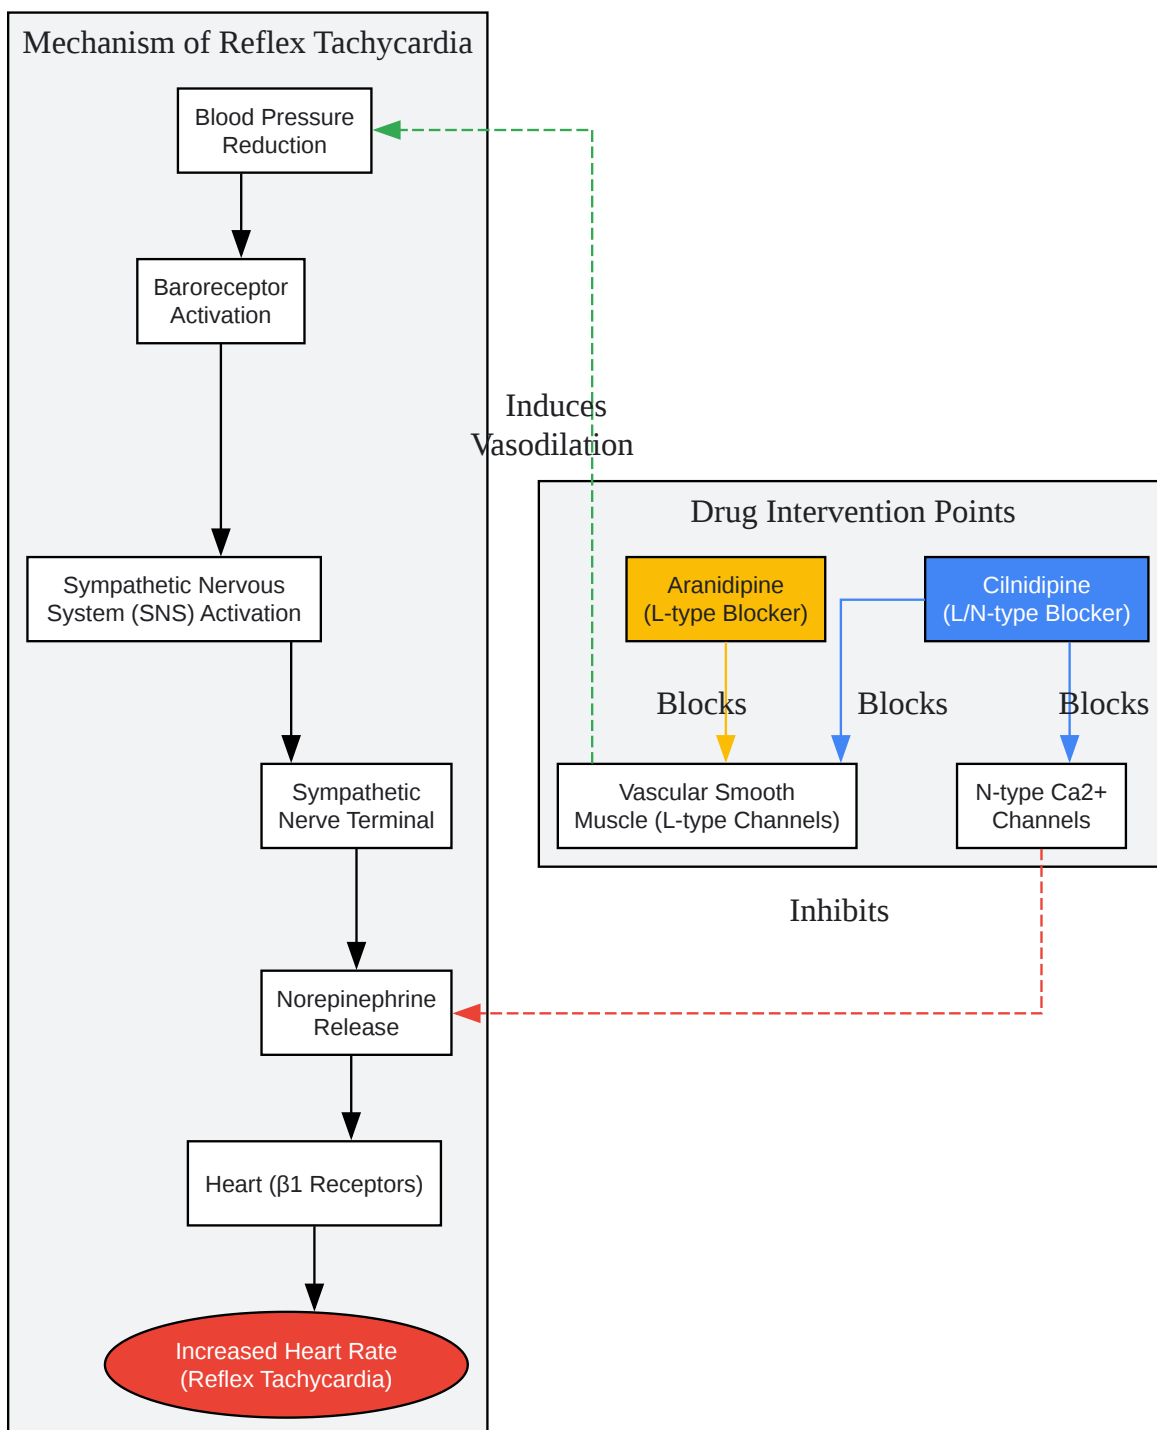 Mechanism of Reflex Tachycardia
Blood Pressure
Reduction
Baroreceptor
Activation
Sympathetic Nervous
System (SNS) Activation
Sympathetic
Nerve Terminal
Norepinephrine
Release
Heart (β1 Receptors)
Increased Heart Rate
(Reflex Tachycardia)
Induces
Vasodilation
Drug Intervention Points
Aranidipine
(L-type Blocker)
Cilnidipine
(L/N-type Blocker)
Blocks
Blocks
Blocks
Vascular Smooth
Muscle (L-type Channels)
N-type Ca2+
Channels
Inhibits